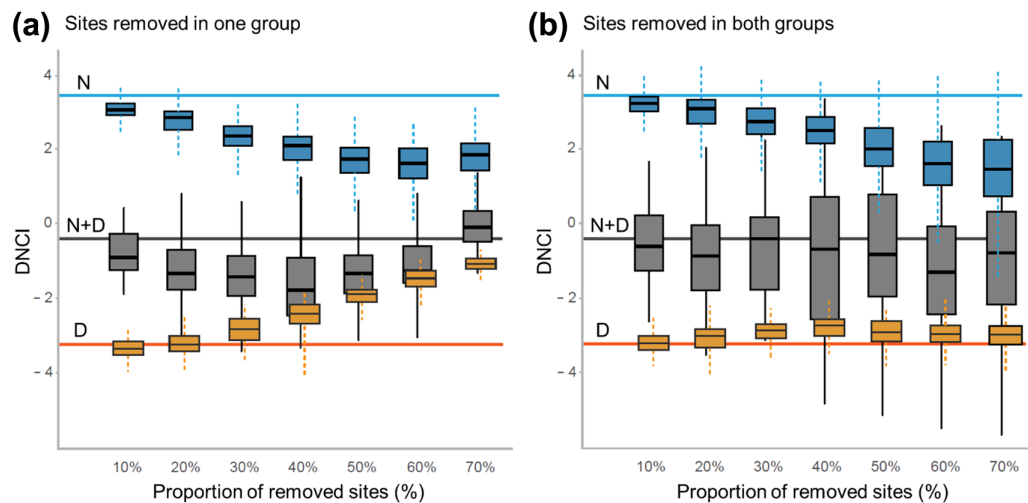 (a) Sites removed in one group
4
N
2
0
N+D
DNCI
− 2
D
− 4
10% 20% 30% 40% 50% 60% 70%
Proportion of removed sites (%)
(b) Sites removed in both groups
4
N
2
0
N+D
DNCI
− 2
D
− 4
10% 20% 30% 40% 50% 60% 70%
Proportion of removed sites (%)